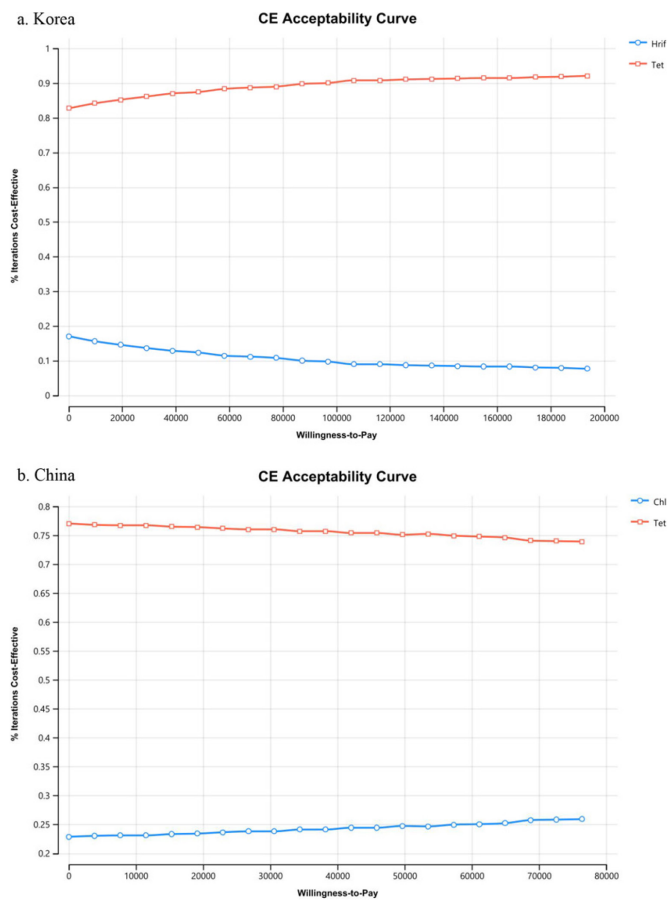 a. Korea
CE Acceptability Curve
Hrif
Tet
1
0.9
0.8
0.7
0.6
0.5
0.4
0.3
0.2
0.1
0
% Iterations Cost-Effective
0 20000 40000 60000 80000 100000 120000 140000 160000 180000 200000
Willingness-to-Pay
b. China
CE Acceptability Curve
Chl
Tet
0.8
0.75
0.7
0.65
0.6
0.55
0.5
0.45
0.4
0.35
0.3
0.25
0.2
% Iterations Cost-Effective
0 10000 20000 30000 40000 50000 60000 70000 80000
Willingness-to-Pay